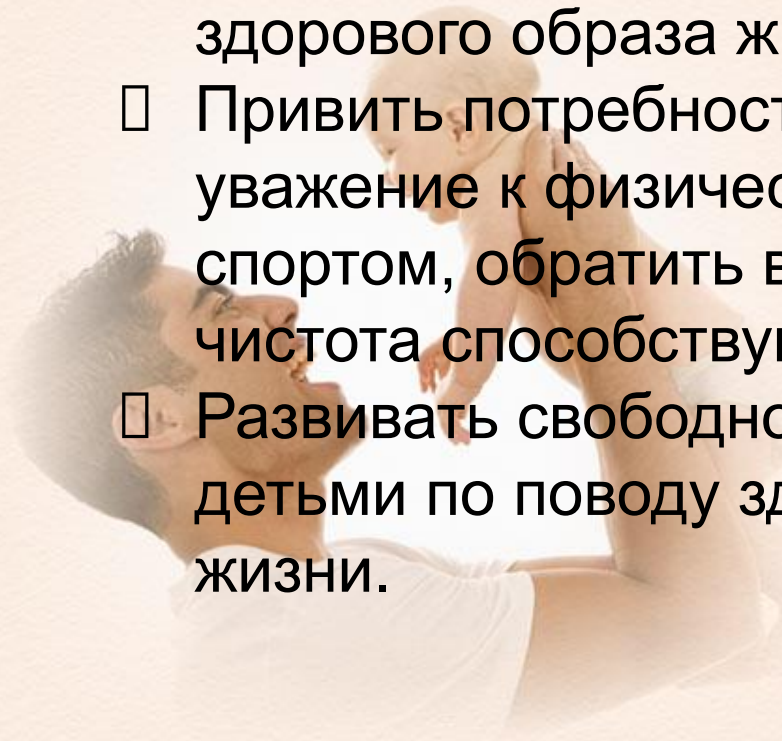 здорового образа ж
Привить потребност
уважение к физичес
спортом, обратить в
чистота способству
Развивать свободно
детьми по поводу зд
жизни.